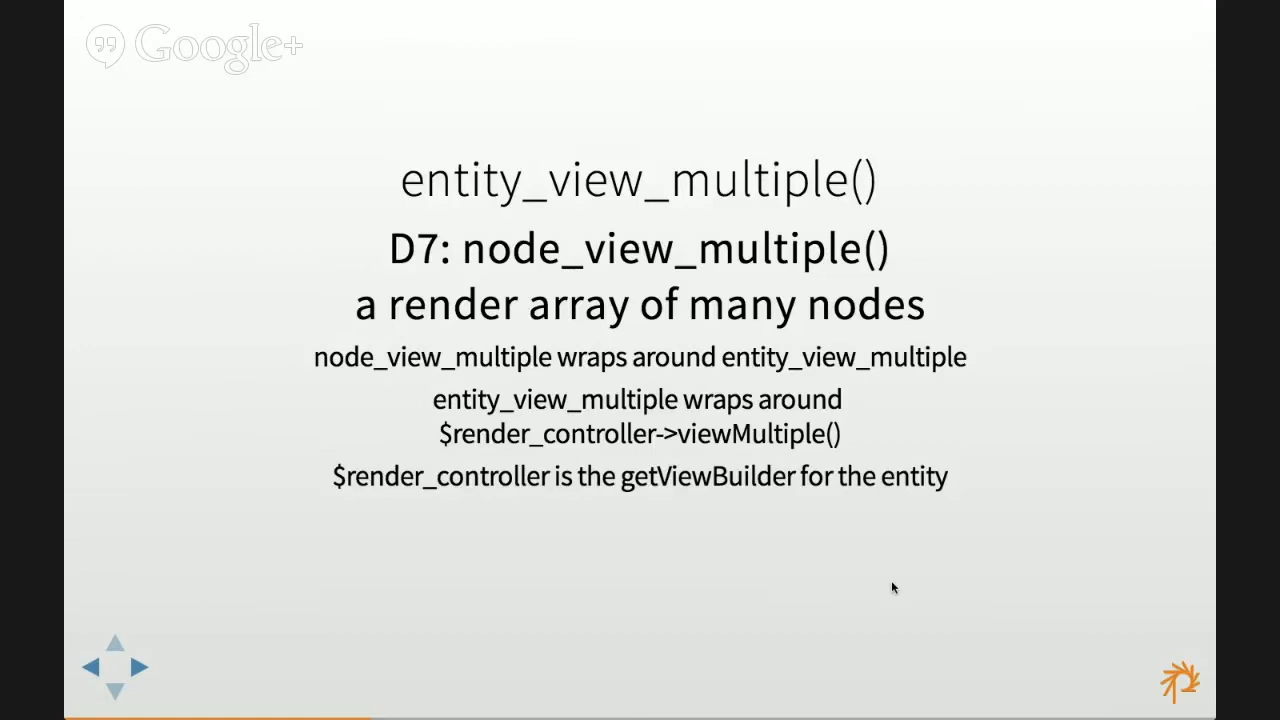 Google+
entity_view_multiple()
D7: node_view_multiple()
a render array of many nodes
node_view_multiple wraps around entity_view_multiple
entity_view_multiple wraps around
$render_controller->viewMultiple()
$render_controller is the getViewBuilder for the entity